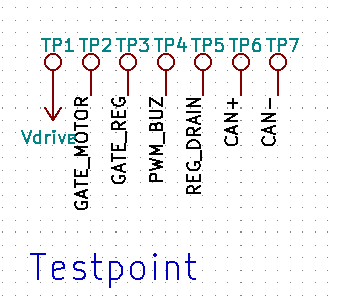 TP1 TP2 TP3 TP4 TP5 TP6 TP7
Vdrive
GATE_MOTOR
GATE_REG
PWM_BUZ
REG_DRAIN
CAN+
CAN-
Testpoint